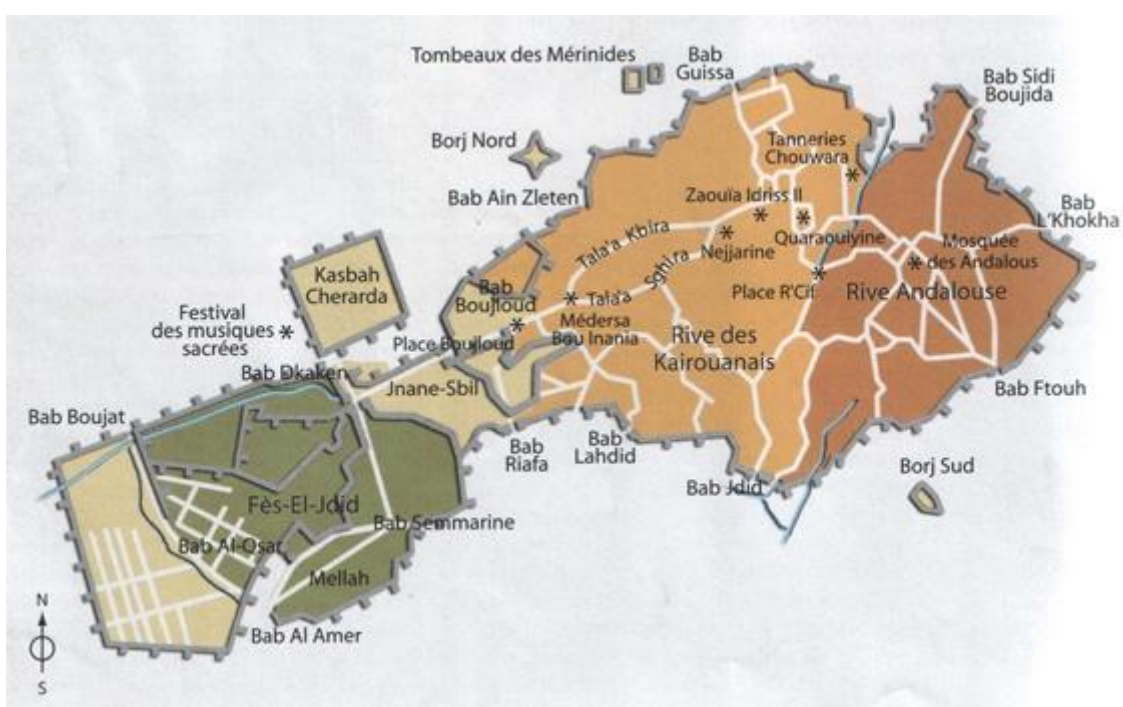 Tombeaux des Mérinides
Bab
Guissa
Bab Sidi
Boujida
Borj Nord
Tanneries
Chouwara
Bab Ain Zleten
Zaouïa Idriss II
Bab
L'Khokha
Tala'a Kbira
Nejjarine
Quaraouiyine
Mosquée
des Andalous
Kasbah
Cherarda
Sghira
Tala'a
Bab
Boujloud
Place R'Cif
Rive Andalouse
Festival
des musiques
sacrées
Médersa
Bou Inania
Place Boujloud
Rive des
Kairouanais
Bab Dkaken
Jnane-Sbil
Bab Ftouh
Bab Boujat
Bab
Riafa
Bab
Lahdid
Borj Sud
Bab Jdid
Fès-El-Jdid
Bab Semmarine
Bab Al-Qsar
Mellah
Bab Al Amer
N
S